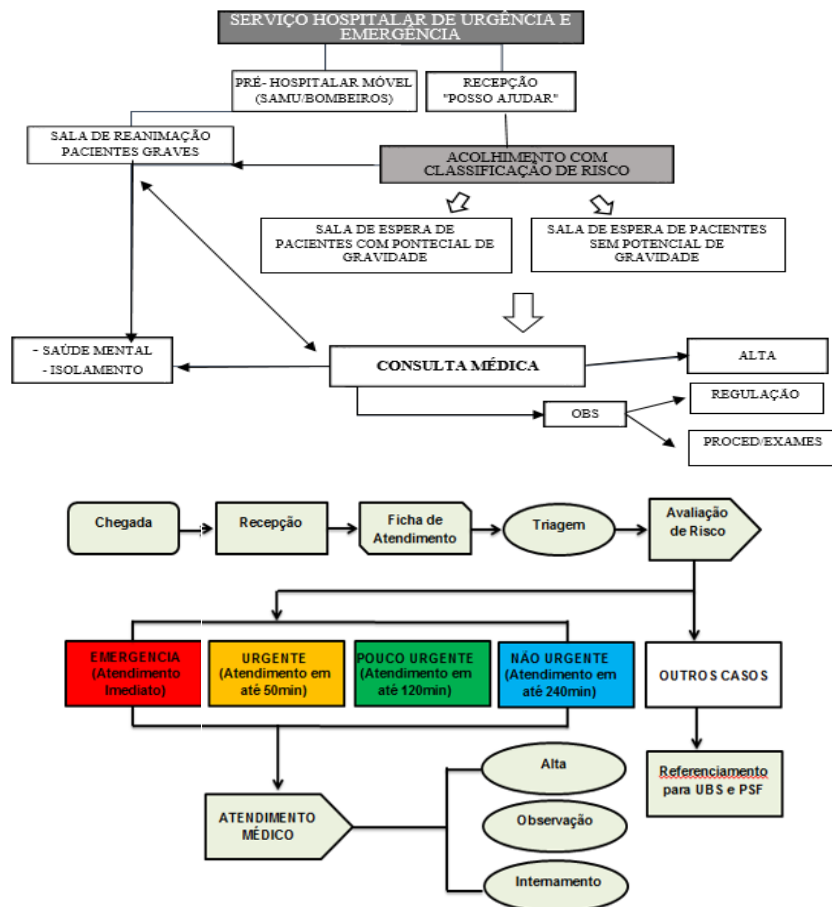 SERVIÇO HOSPITALAR DE URGÊNCIA E
EMERGÊNCIA
PRÉ- HOSPITALAR MÓVEL
(SAMU/BOMBEIROS)
RECEPÇÃO
"POSSO AJUDAR"
SALA DE REANIMAÇÃO
PACIENTES GRAVES
ACOLHIMENTO COM
CLASSIFICAÇÃO DE RISCO
SALA DE ESPERA DE
PACIENTES COM PONTECIAL DE
GRAVIDADE
SALA DE ESPERA DE PACIENTES
SEM POTENCIAL DE
GRAVIDADE
- SAÚDE MENTAL
- ISOLAMENTO
CONSULTA MÉDICA
ALTA
REGULAÇÃO
OBS
PROCED/EXAMES
Chegada
Recepção
Ficha de
Atendimento
Triagem
Avaliação
de Risco
EMERGENCIA
(Atendimento
Imediato)
URGENTE
(Atendimento em
até 50min)
POUCO URGENTE
(Atendimento em
até 120min)
NÃO URGENTE
(Atendimento em
até 240min)
OUTROS CASOS
Referenciamento
para UBS e PSF
ATENDIMENTO
MÉDICO
Alta
Observação
Internamento